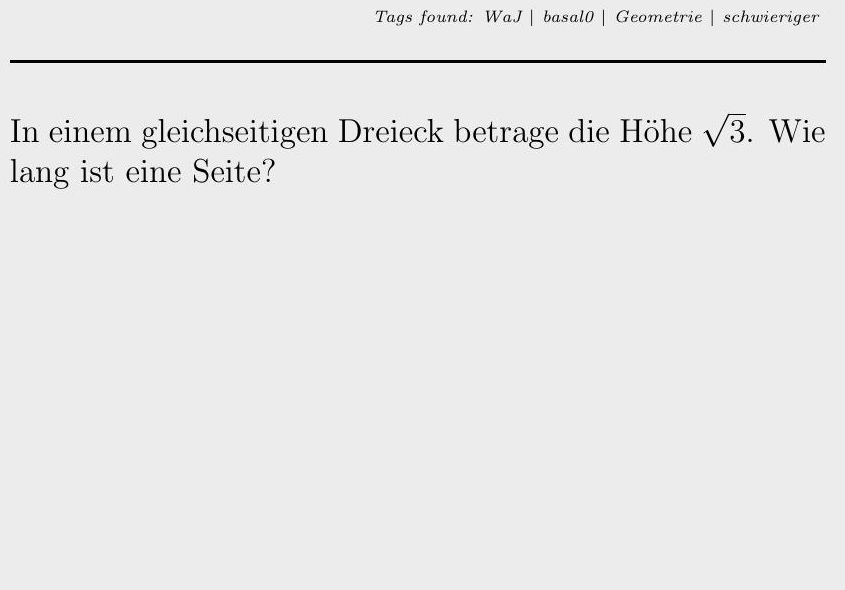 Tags found: WaJ | basal0 | Geometrie | schwieriger
In einem gleichseitigen Dreieck betrage die Höhe √3. Wie
lang ist eine Seite?